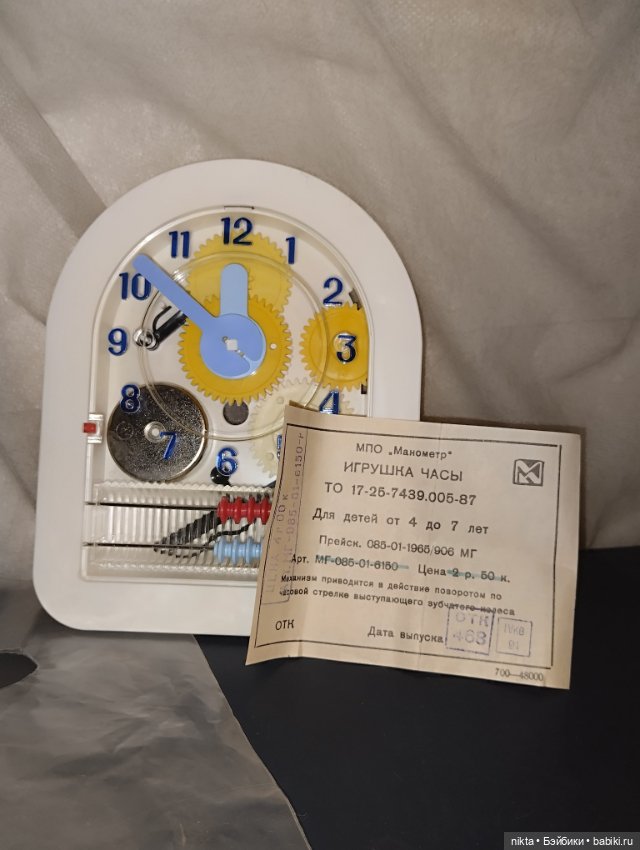 12
11
1
10
2
9
3
8
4
7
6
МПО „Манометр"
ИГРУШКА ЧАСЫ
ТО 17-25-7439.005-87
Для детей от 4 до 7 лет
Прейск. 085-01-1965/906 МГ
Арт. МГ-085-01-6150 Цена 2 р. 50 к.
Механизм приводится в действие поворотом по
часовой стрелке выступающего зубчатого колеса
ОТК
Дата выпуска
ОТК
463
IVкв
91
700—48000
nikta • Бэйбики • babiki.ru